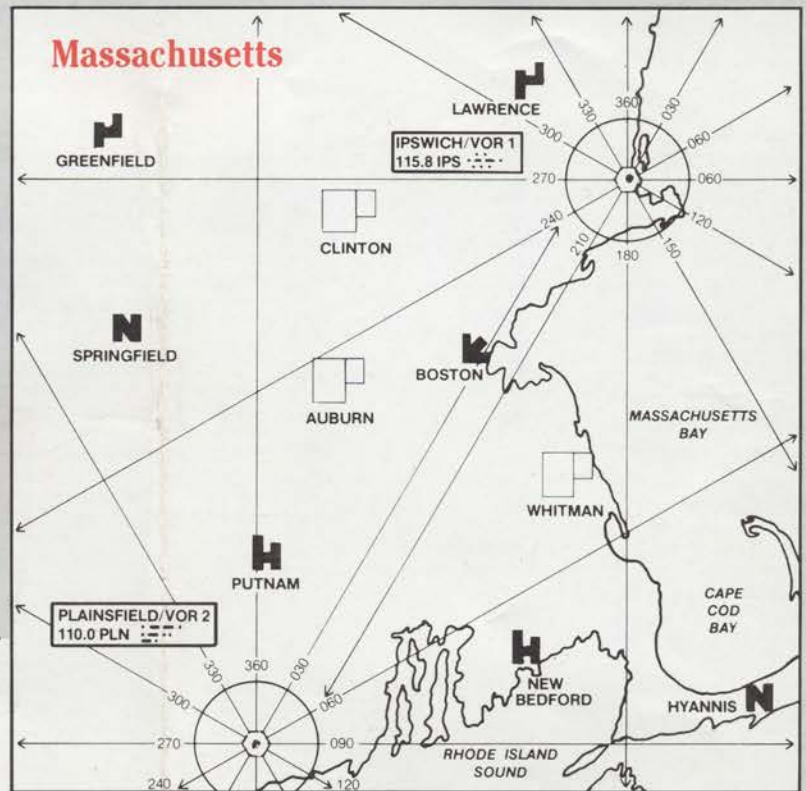 Massachusetts
GREENFIELD
LAWRENCE
IPSWICH/VOR 1
115.8 IPS
360
330
030
300
060
270
060
240
120
210
150
180
CLINTON
SPRINGFIELD
BOSTON
AUBURN
MASSACHUSETTS
BAY
WHITMAN
PUTNAM
CAPE
COD
BAY
PLAINSFIELD/VOR 2
110.0 PLN
NEW
BEDFORD
HYANNIS
360
330
030
300
060
270
090
240
120
RHODE ISLAND
SOUND